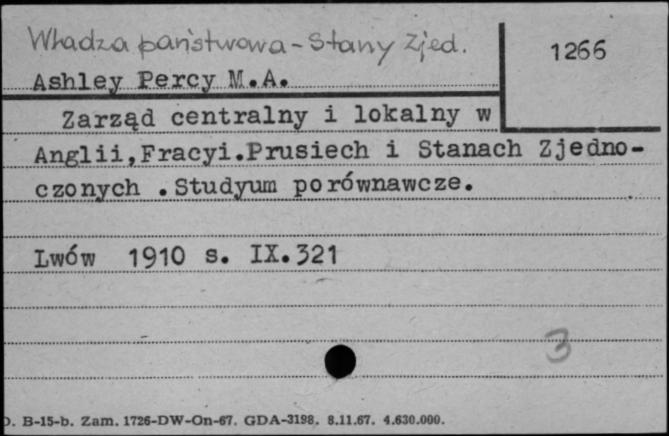 Władza państwowa - Stany Zjed.
1266
Ashley Percy M.A.
Zarząd centralny i lokalny w
Anglii,Fracyi.Prusiech i Stanach Zjedno-
czonych .Studyum porównawcze.
Lwów 1910 s. IX.321
3
D. B-15-b. Zam. 1726-DW-On-67. GDA-3198. 8.11.67. 4.630.000.